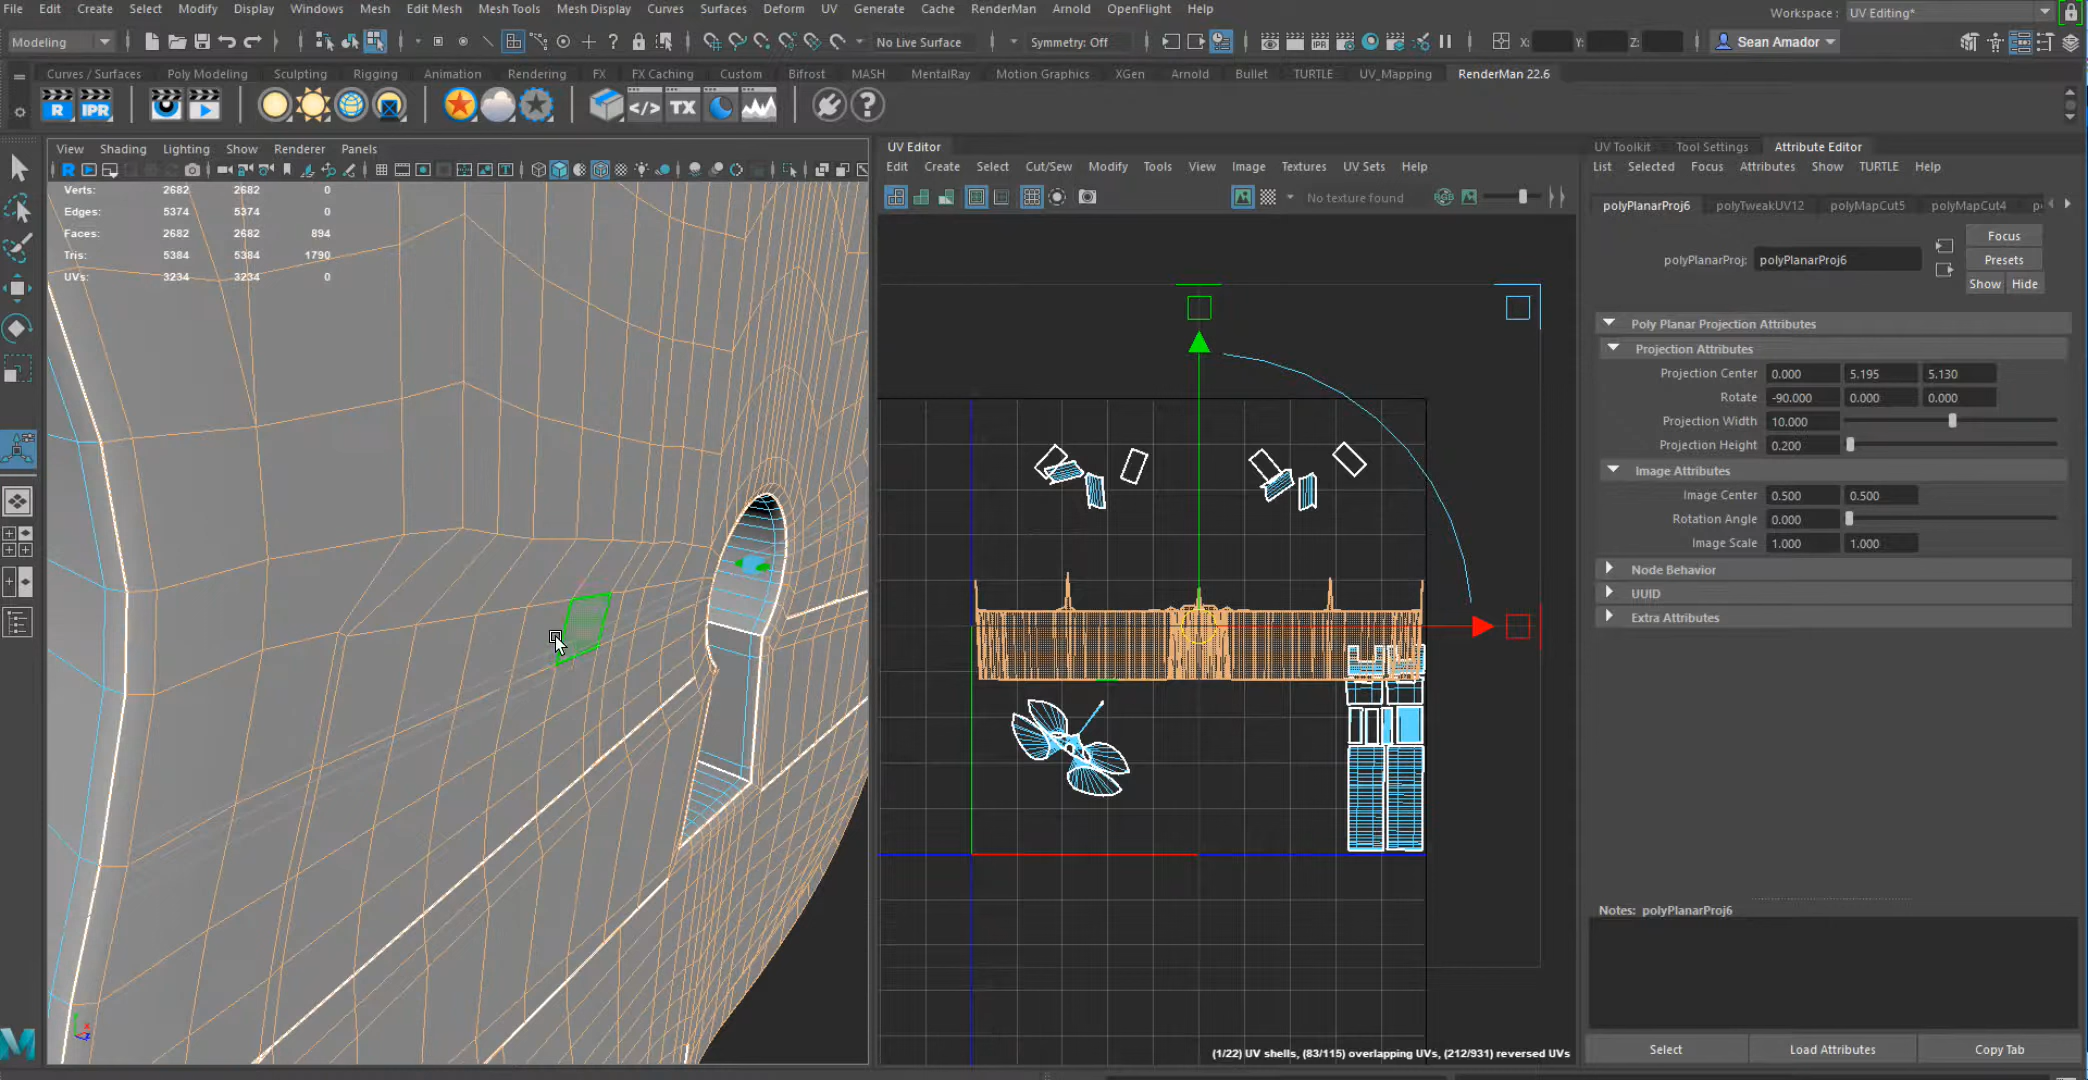 File Edit Create Select Modify Display Windows Mesh Edit Mesh Mesh Tools Mesh Display Curves Surfaces Deform UV Generate Cache RenderMan Arnold OpenFlight Help
Workspace : UV Editing*
Modeling
No Live Surface
Symmetry: Off
IPR
X:
Y:
Z:
Sean Amador
Curves / Surfaces Poly Modeling Sculpting Rigging Animation Rendering FX FX Caching Custom Bifrost MASH MentalRay Motion Graphics XGen Arnold Bullet TURTLE UV_Mapping RenderMan 22.6
R IPR </> TX ?
View Shading Lighting Show Renderer Panels
Verts: 2682 2682 0
Edges: 5374 5374 0
Faces: 2682 2682 894
Tris: 5384 5384 1790
UVs: 3234 3234 0
UV Editor
Edit Create Select Cut/Sew Modify Tools View Image Textures UV Sets Help
No texture found
(1/22) UV shells, (83/115) overlapping UVs, (212/931) reversed UVs
UV Toolkit Tool Settings Attribute Editor
List Selected Focus Attributes Show TURTLE Help
polyPlanarProj6 polyTweakUV12 polyMapCut5 polyMapCut4
polyPlanarProj: polyPlanarProj6
Focus
Presets
Show Hide
Poly Planar Projection Attributes
Projection Attributes
Projection Center 0.000 5.195 5.130
Rotate -90.000 0.000 0.000
Projection Width 10.000
Projection Height 0.200
Image Attributes
Image Center 0.500 0.500
Rotation Angle 0.000
Image Scale 1.000 1.000
Node Behavior
UUID
Extra Attributes
Notes: polyPlanarProj6
Select Load Attributes Copy Tab